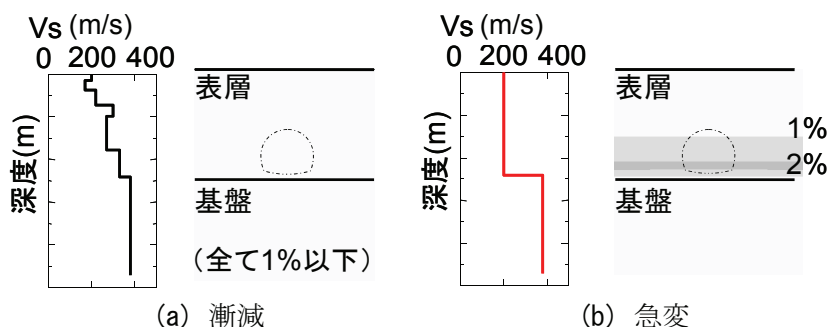 Vs (m/s)
0 200 400
深度(m)
表層
基盤
(全て1%以下)
(a) 漸減
Vs (m/s)
0 200 400
深度(m)
表層
1%
2%
基盤
(b) 急変